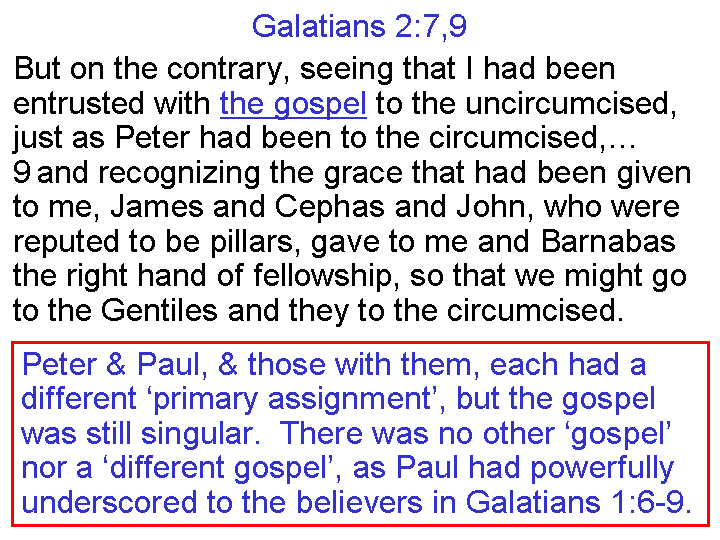 Galatians 2:7,9
But on the contrary, seeing that I had been
entrusted with the gospel to the uncircumcised,
just as Peter had been to the circumcised,…
9 and recognizing the grace that had been given
to me, James and Cephas and John, who were
reputed to be pillars, gave to me and Barnabas
the right hand of fellowship, so that we might go
to the Gentiles and they to the circumcised.
Peter & Paul, & those with them, each had a
different ‘primary assignment’, but the gospel
was still singular.  There was no other ‘gospel’
nor a ‘different gospel’, as Paul had powerfully
underscored to the believers in Galatians 1:6-9.